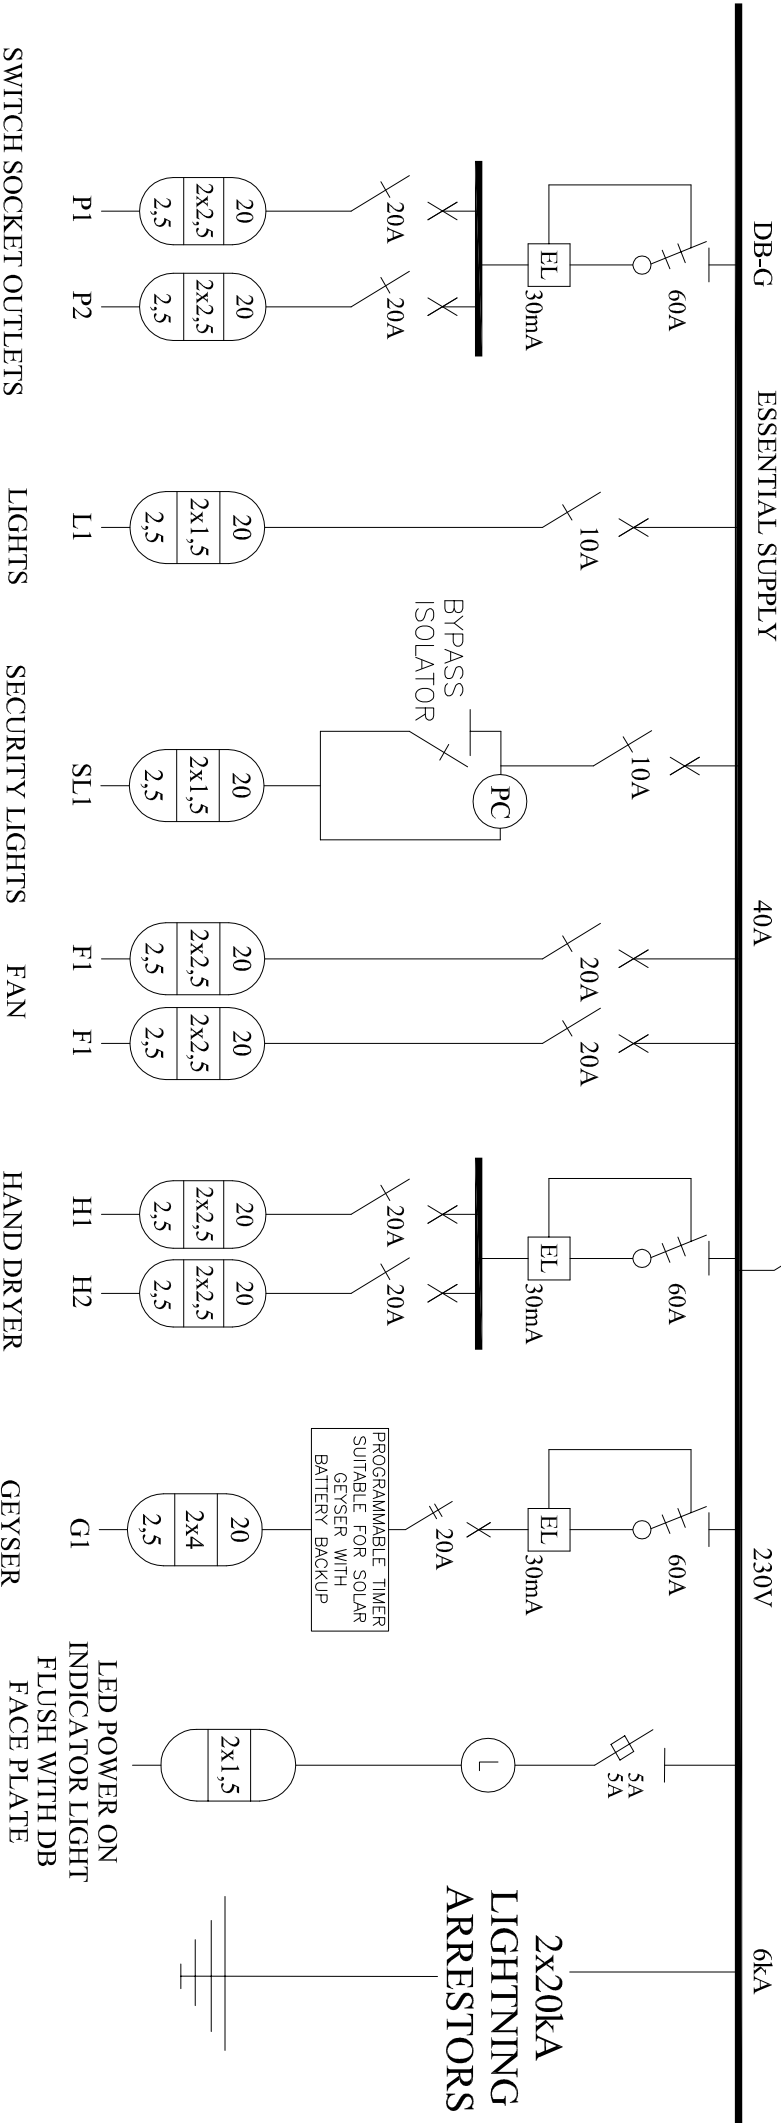 DB-G
ESSENTIAL SUPPLY
40A
230V
6kA
60A
EL
30mA
20A
20A
20
2x2,5
2,5
20
2x2,5
2,5
P1
P2
SWITCH SOCKET OUTLETS
10A
20
2x1,5
2,5
L1
LIGHTS
10A
PC
BYPASS
ISOLATOR
20
2x1,5
2,5
SL1
SECURITY LIGHTS
20A
20A
20
2x2,5
2,5
20
2x2,5
2,5
F1
F1
FAN
60A
EL
30mA
20A
20A
20
2x2,5
2,5
20
2x2,5
2,5
H1
H2
HAND DRYER
60A
EL
30mA
20A
PROGRAMMABLE TIMER
SUITABLE FOR SOLAR
GEYSER WITH
BATTERY BACKUP
20
2x4
2,5
G1
GEYSER
5A
5A
L
2x1,5
LED POWER ON
INDICATOR LIGHT
FLUSH WITH DB
FACE PLATE
2x20kA
LIGHTNING
ARRESTORS